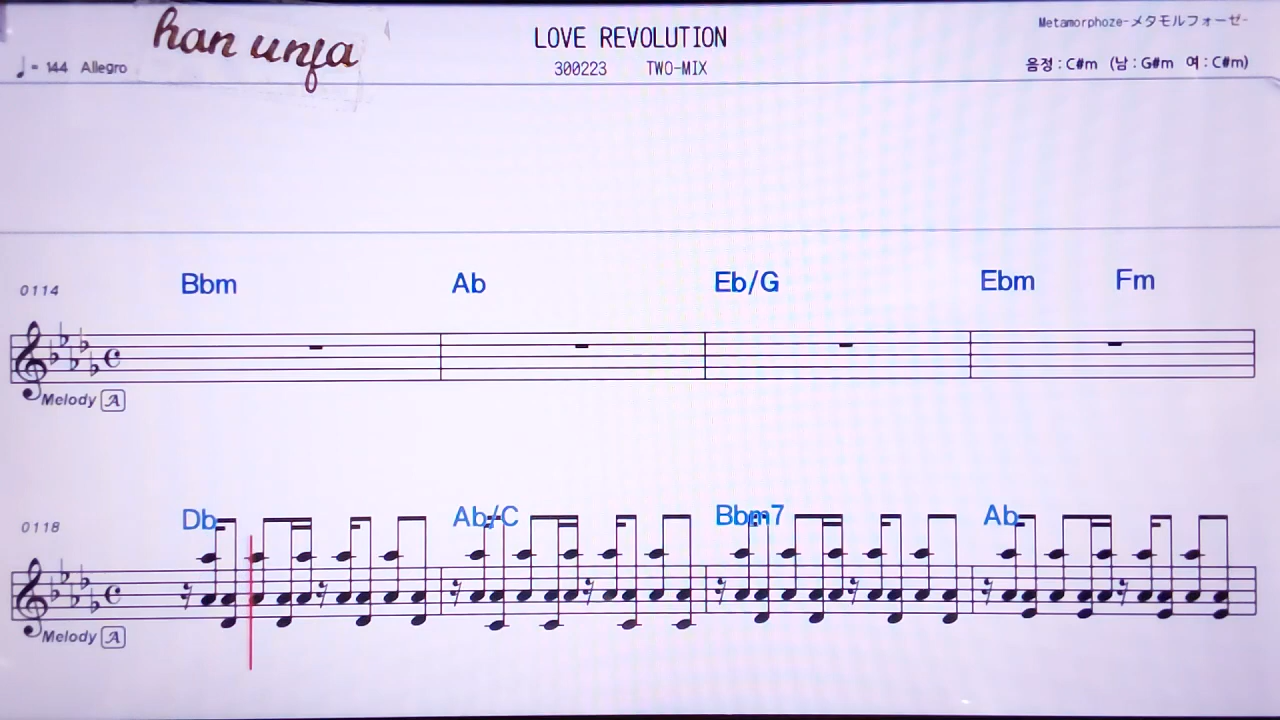 han unfa
LOVE REVOLUTION
Metamorphoze-メタモルフォーゼ-
♩= 144 Allegro
300223 TWO-MIX
음정 : C#m (남 : G#m 여 : C#m)
0114 Bbm Ab Eb/G Ebm Fm
Melody A
0118 Db Ab/C Bbm7 Ab
Melody A